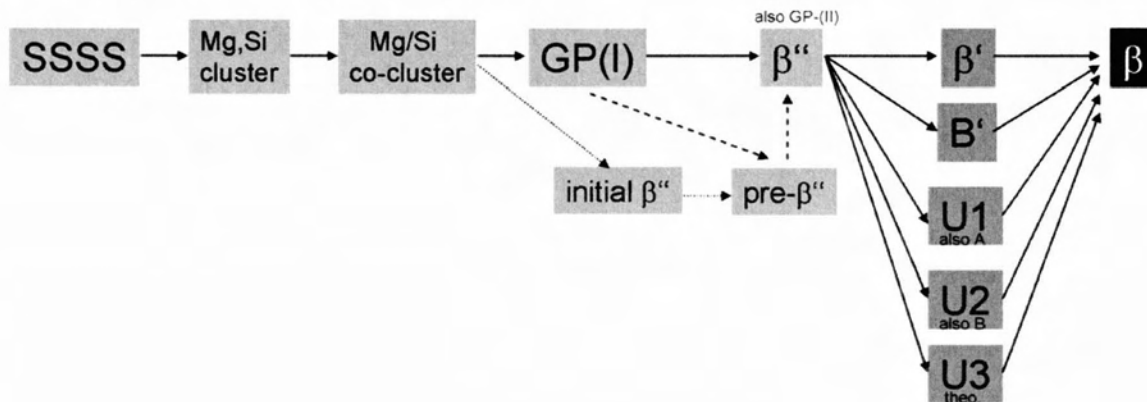 also GP-(II)
SSSS
Mg,Si
cluster
Mg/Si
co-cluster
GP(I)
β“
β‘
β
B‘
initial β“
pre-β“
U1
also A
U2
also B
U3
theo.